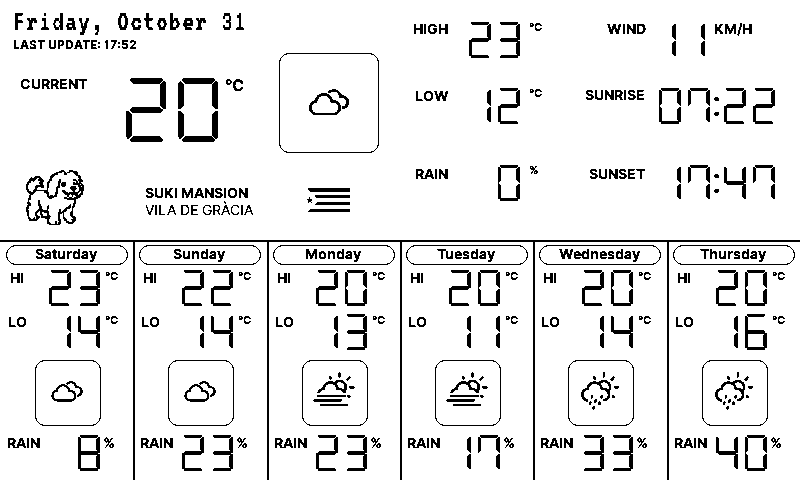 Friday, October 31
LAST UPDATE: 17:52
CURRENT 20 °C
HIGH 23 °C
LOW 12 °C
RAIN 0 %
WIND 11 KM/H
SUNRISE 07:22
SUNSET 17:47
SUKI MANSION
VILA DE GRÀCIA
Saturday
HI 23 °C
LO 14 °C
RAIN 8 %
Sunday
HI 22 °C
LO 14 °C
RAIN 23 %
Monday
HI 20 °C
LO 13 °C
RAIN 23 %
Tuesday
HI 20 °C
LO 11 °C
RAIN 17 %
Wednesday
HI 20 °C
LO 14 °C
RAIN 33 %
Thursday
HI 20 °C
LO 16 °C
RAIN 40 %